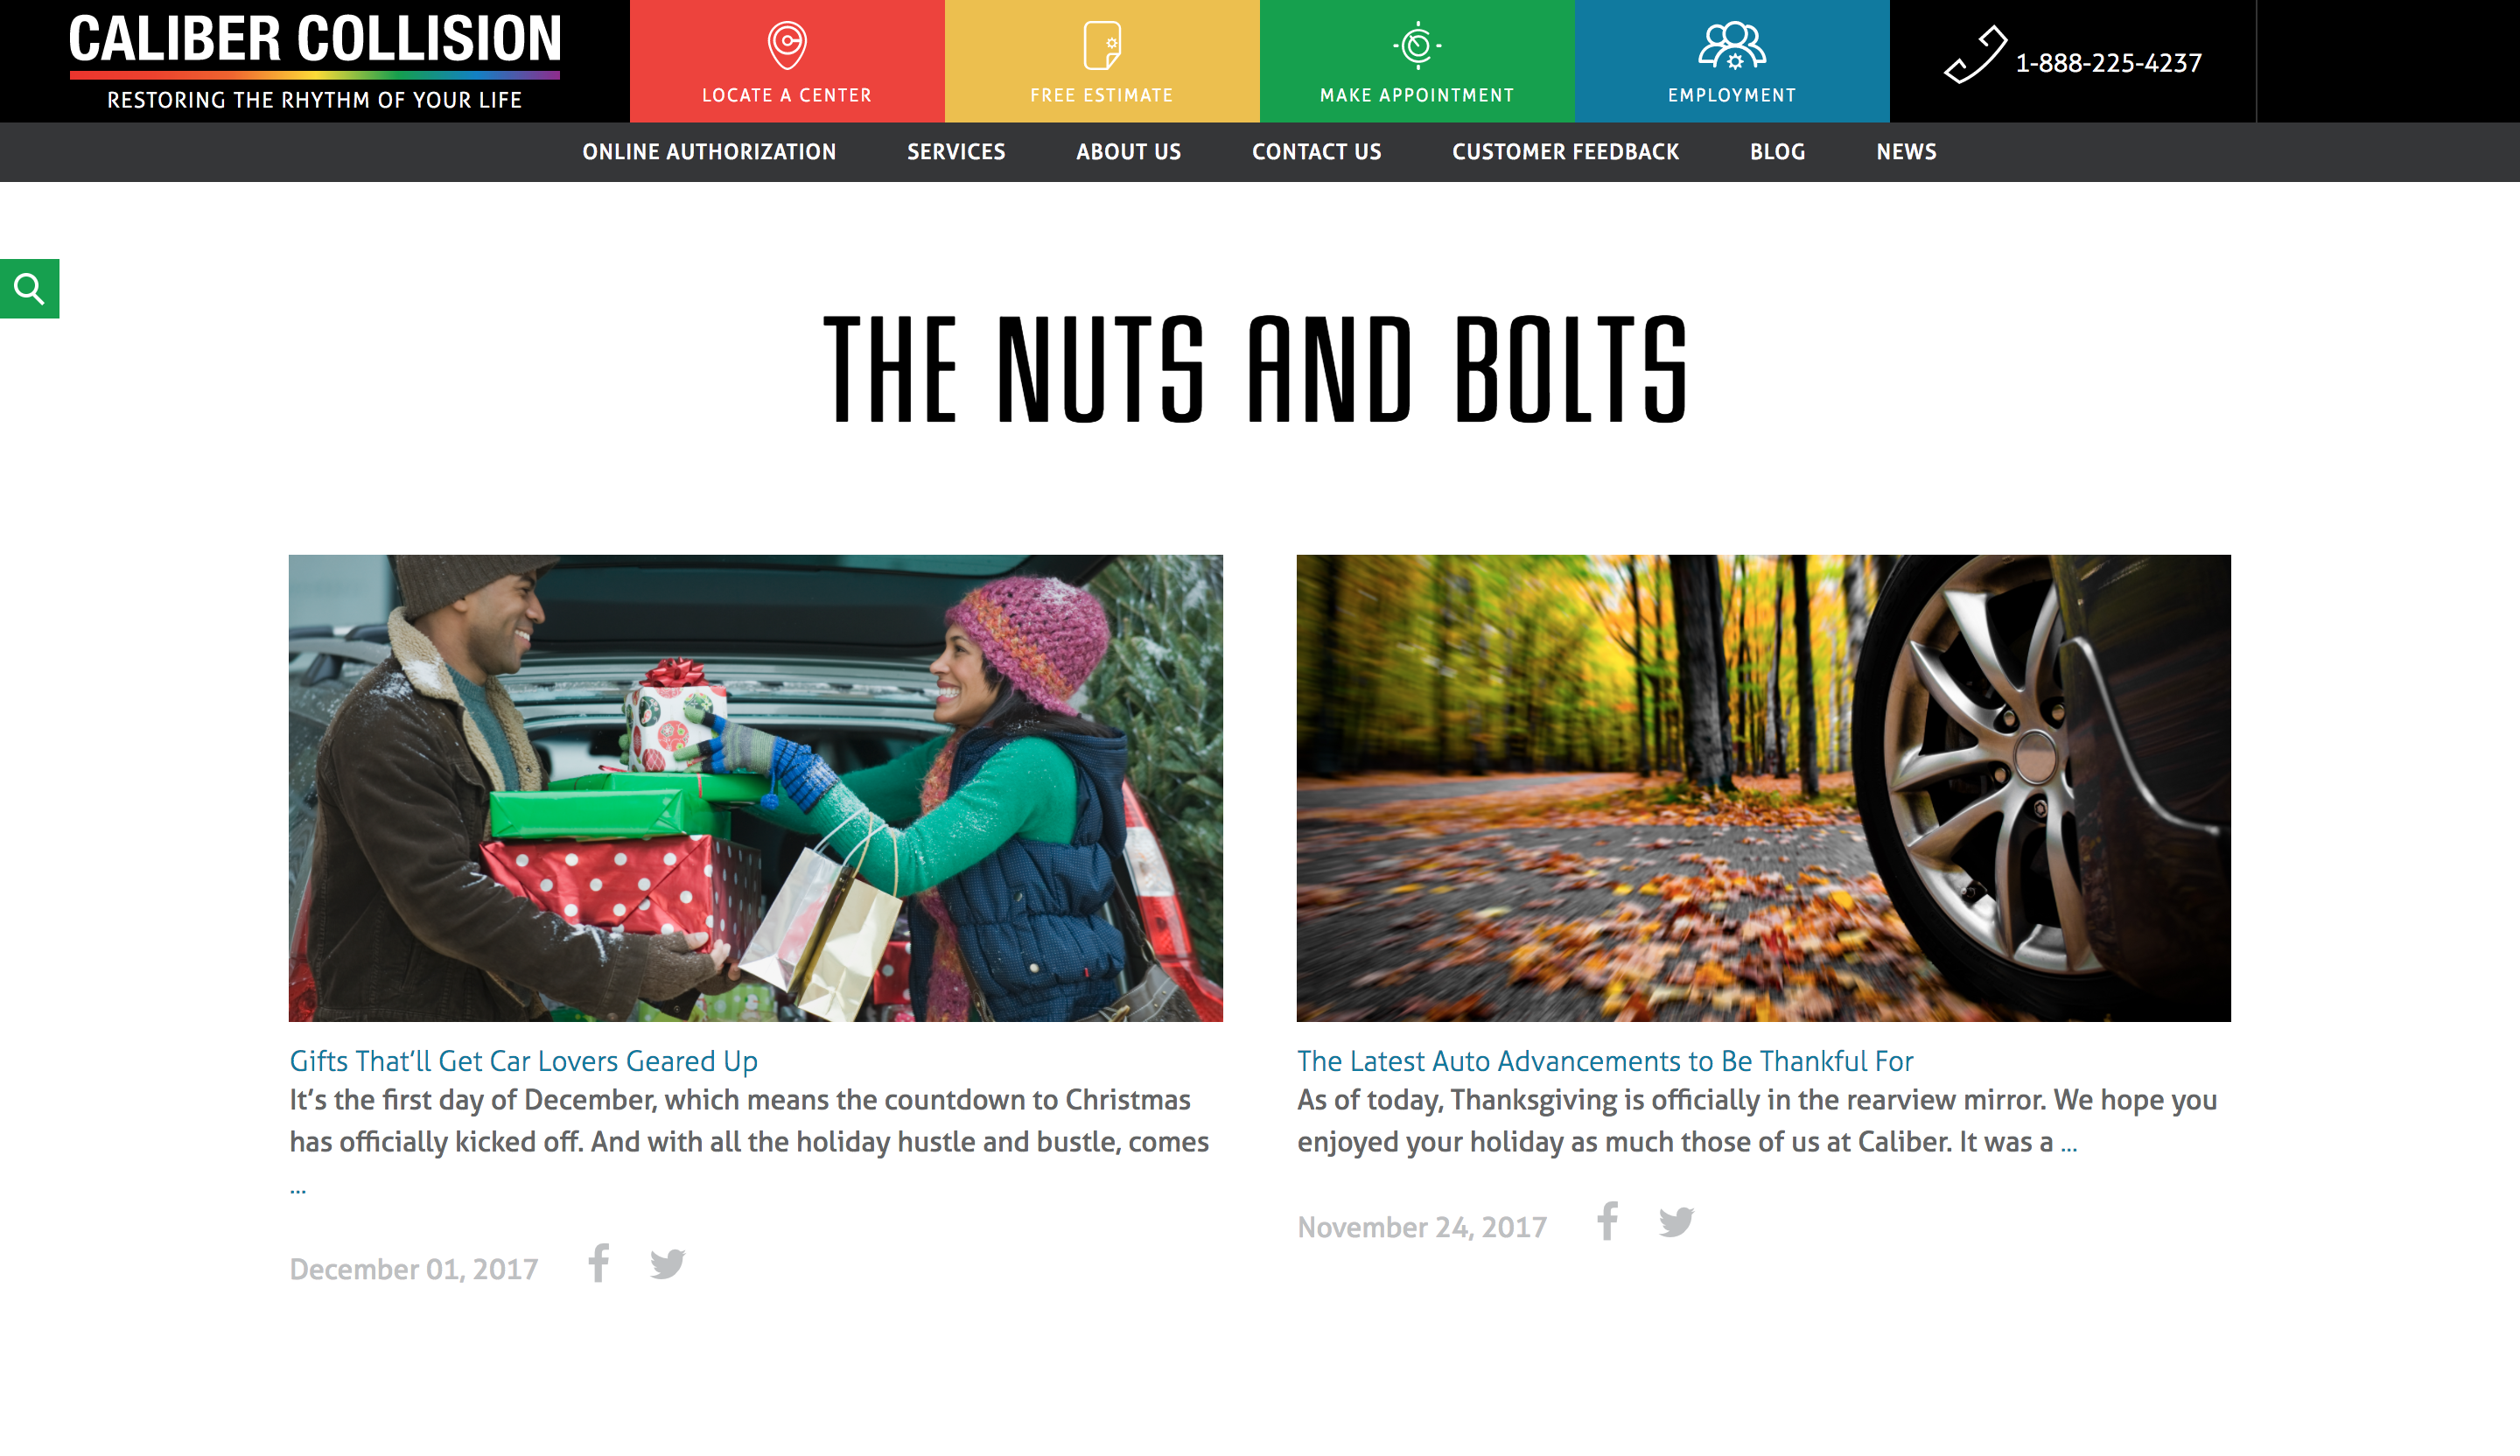 CALIBER COLLISION
RESTORING THE RHYTHM OF YOUR LIFE
LOCATE A CENTER
FREE ESTIMATE
MAKE APPOINTMENT
EMPLOYMENT
1-888-225-4237
ONLINE AUTHORIZATION
SERVICES
ABOUT US
CONTACT US
CUSTOMER FEEDBACK
BLOG
NEWS
THE NUTS AND BOLTS
Gifts That’ll Get Car Lovers Geared Up
It’s the first day of December, which means the countdown to Christmas
has officially kicked off. And with all the holiday hustle and bustle, comes
...
December 01, 2017
The Latest Auto Advancements to Be Thankful For
As of today, Thanksgiving is officially in the rearview mirror. We hope you
enjoyed your holiday as much those of us at Caliber. It was a ...
November 24, 2017